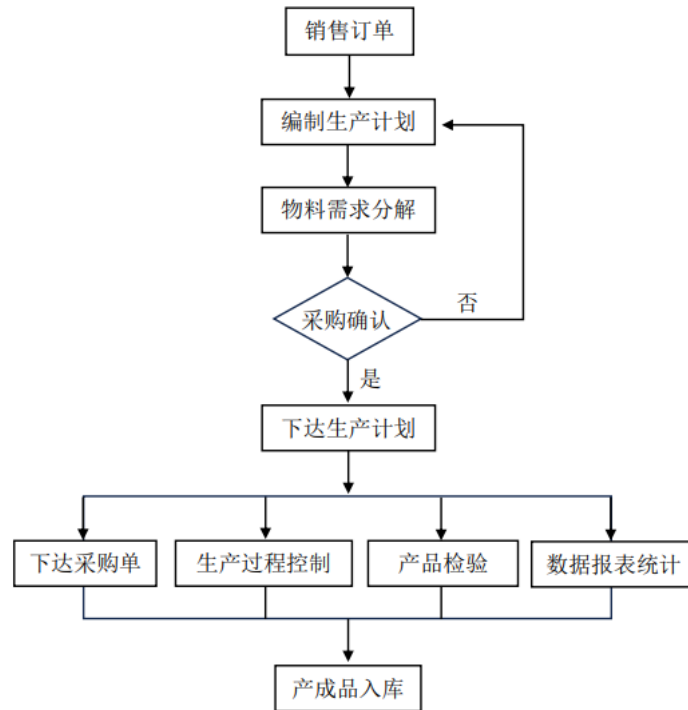 销售订单
编制生产计划
物料需求分解
否
采购确认
是
下达生产计划
下达采购单
生产过程控制
产品检验
数据报表统计
产成品入库